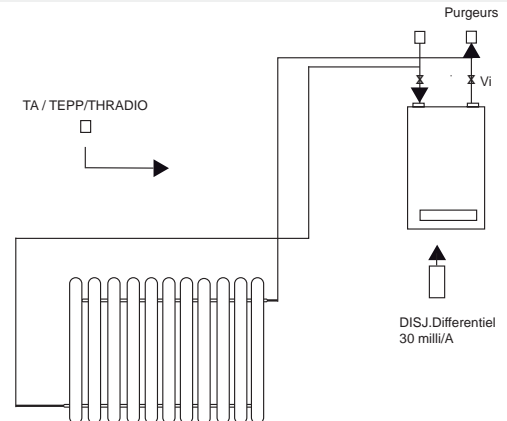 Purgeurs
Vi
TA / TEPP/THRADIO
DISJ.Differentiel
30 milli/A